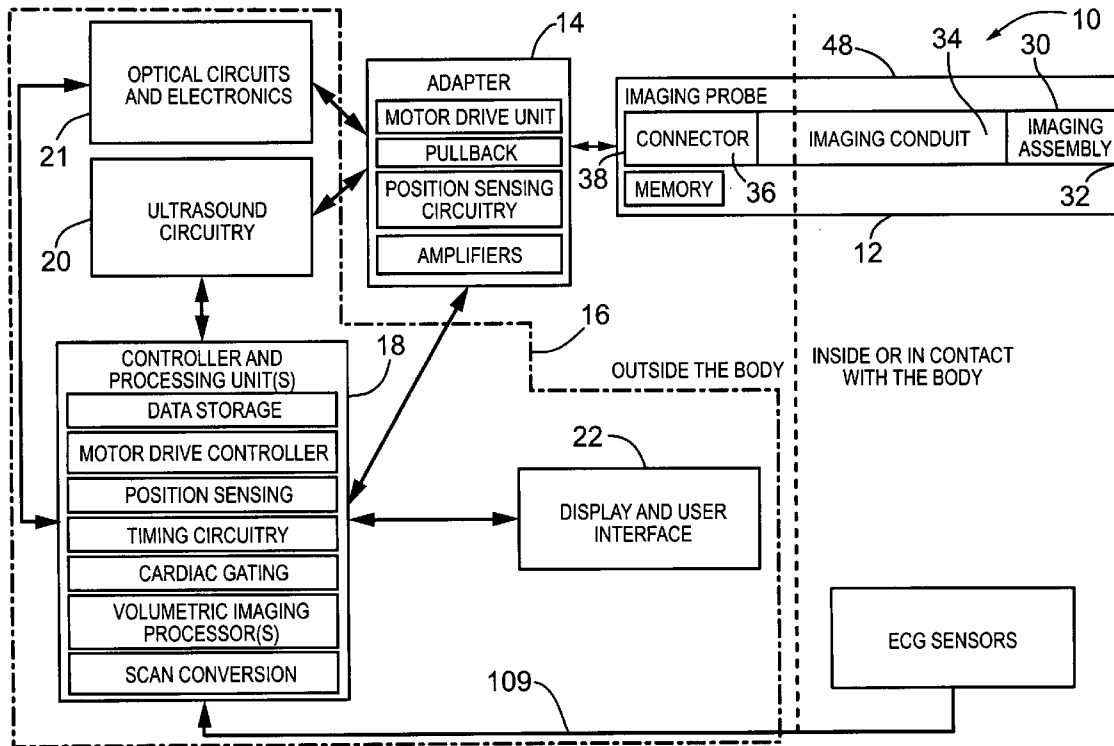 OPTICAL CIRCUITS
AND ELECTRONICS
21
ULTRASOUND
CIRCUITRY
20
14
ADAPTER
MOTOR DRIVE UNIT
PULLBACK
POSITION SENSING
CIRCUITRY
AMPLIFIERS
10
48
34
30
IMAGING PROBE
CONNECTOR
IMAGING CONDUIT
IMAGING
ASSEMBLY
38
36
32
MEMORY
12
16
OUTSIDE THE BODY
INSIDE OR IN CONTACT
WITH THE BODY
CONTROLLER AND
PROCESSING UNIT(S)
18
DATA STORAGE
MOTOR DRIVE CONTROLLER
POSITION SENSING
TIMING CIRCUITRY
CARDIAC GATING
VOLUMETRIC IMAGING
PROCESSOR(S)
SCAN CONVERSION
22
DISPLAY AND USER
INTERFACE
ECG SENSORS
109